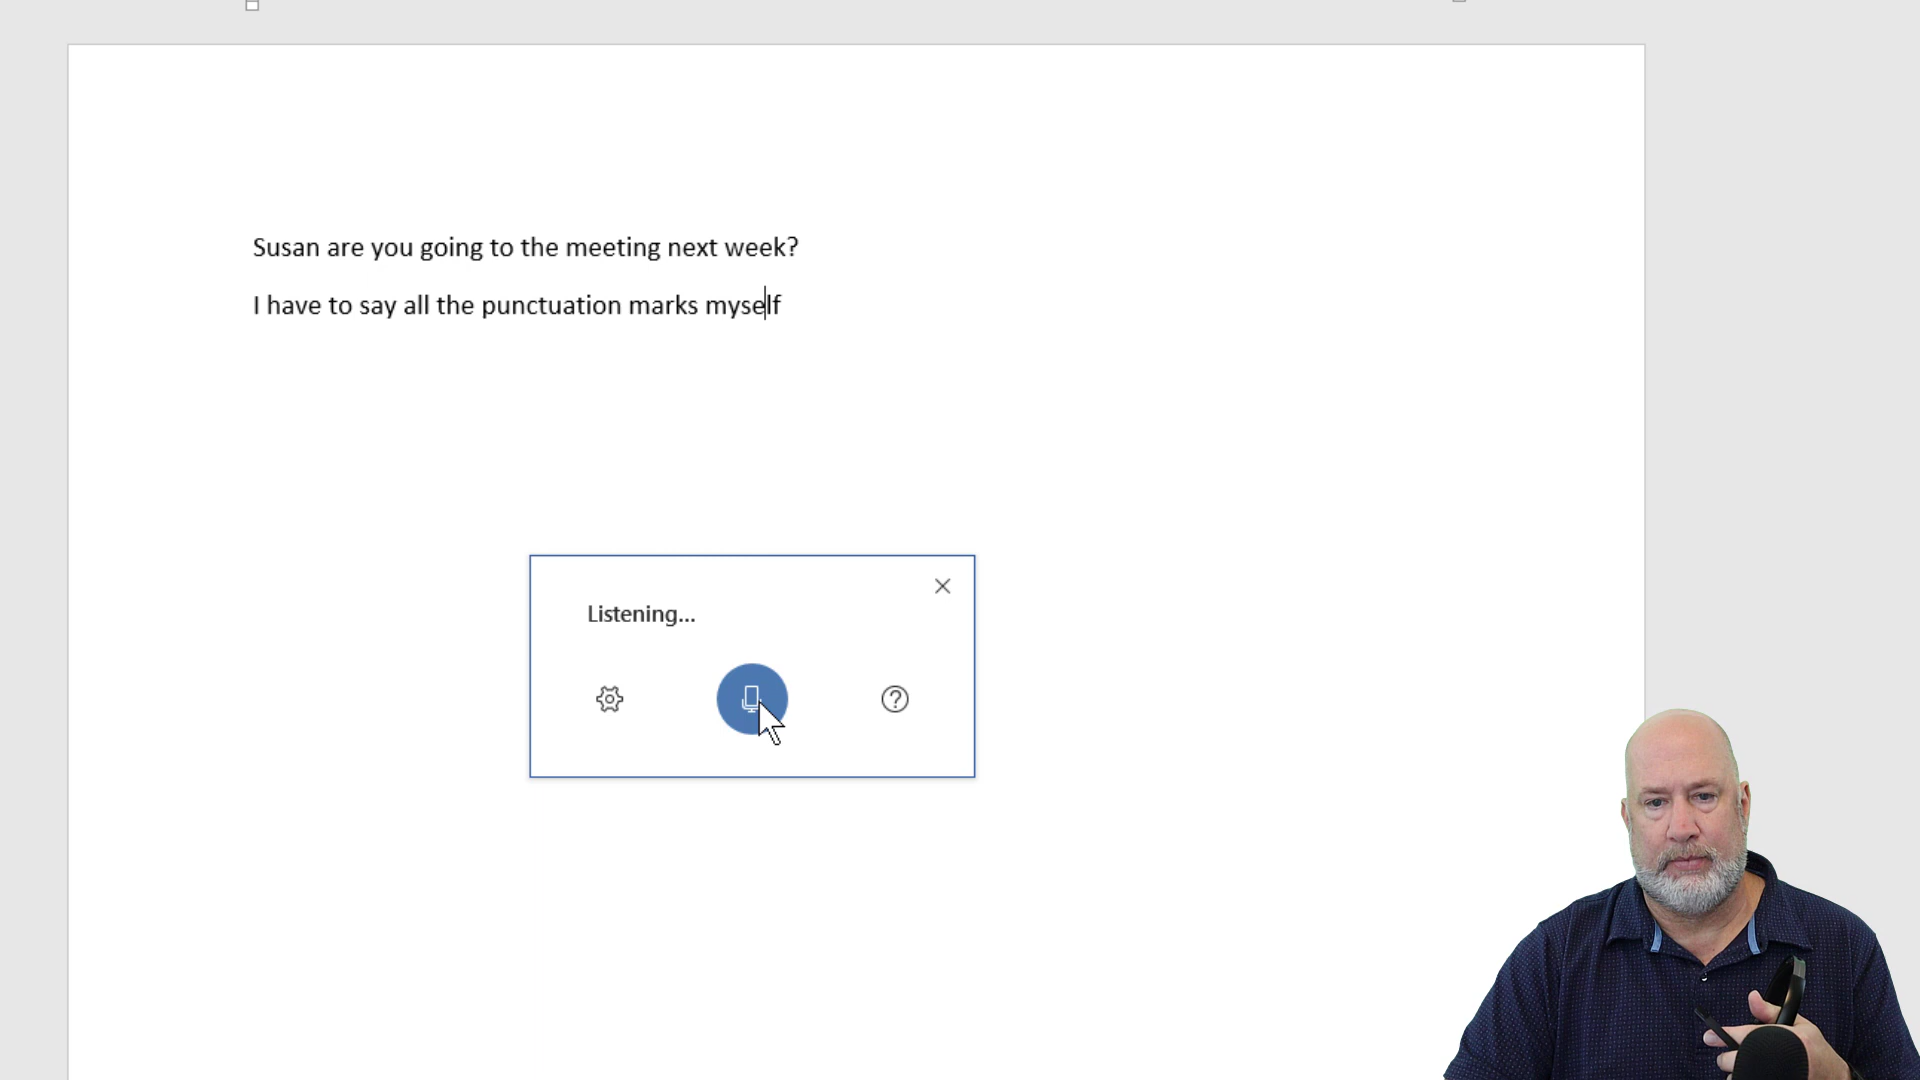 Susan are you going to the meeting next week?
I have to say all the punctuation marks myself
Listening...